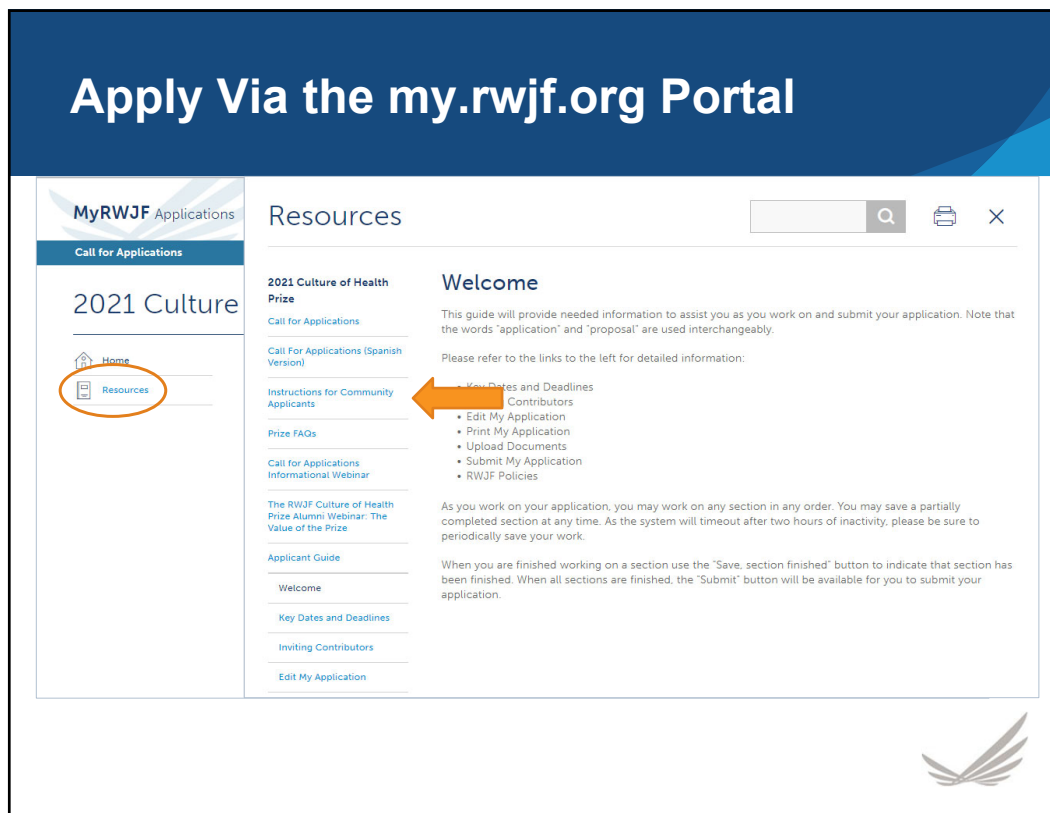 Apply Via the my.rwjf.org Portal
MyRWJF Applications
Call for Applications
2021 Culture
Home
Resources
Resources
2021 Culture of Health
Prize
Call for Applications
Call For Applications (Spanish
Version)
Instructions for Community
Applicants
Prize FAQs
Call for Applications
Informational Webinar
The RWJF Culture of Health
Prize Alumni Webinar: The
Value of the Prize
Applicant Guide
Welcome
Key Dates and Deadlines
Inviting Contributors
Edit My Application
Welcome
This guide will provide needed information to assist you as you work on and submit your application. Note that
the words "application" and "proposal" are used interchangeably.
Please refer to the links to the left for detailed information:
• Key Dates and Deadlines
Contributors
• Edit My Application
• Print My Application
• Upload Documents
• Submit My Application
• RWJF Policies
As you work on your application, you may work on any section in any order. You may save a partially
completed section at any time. As the system will timeout after two hours of inactivity, please be sure to
periodically save your work.
When you are finished working on a section use the "Save, section finished" button to indicate that section has
been finished. When all sections are finished, the "Submit" button will be available for you to submit your
application.